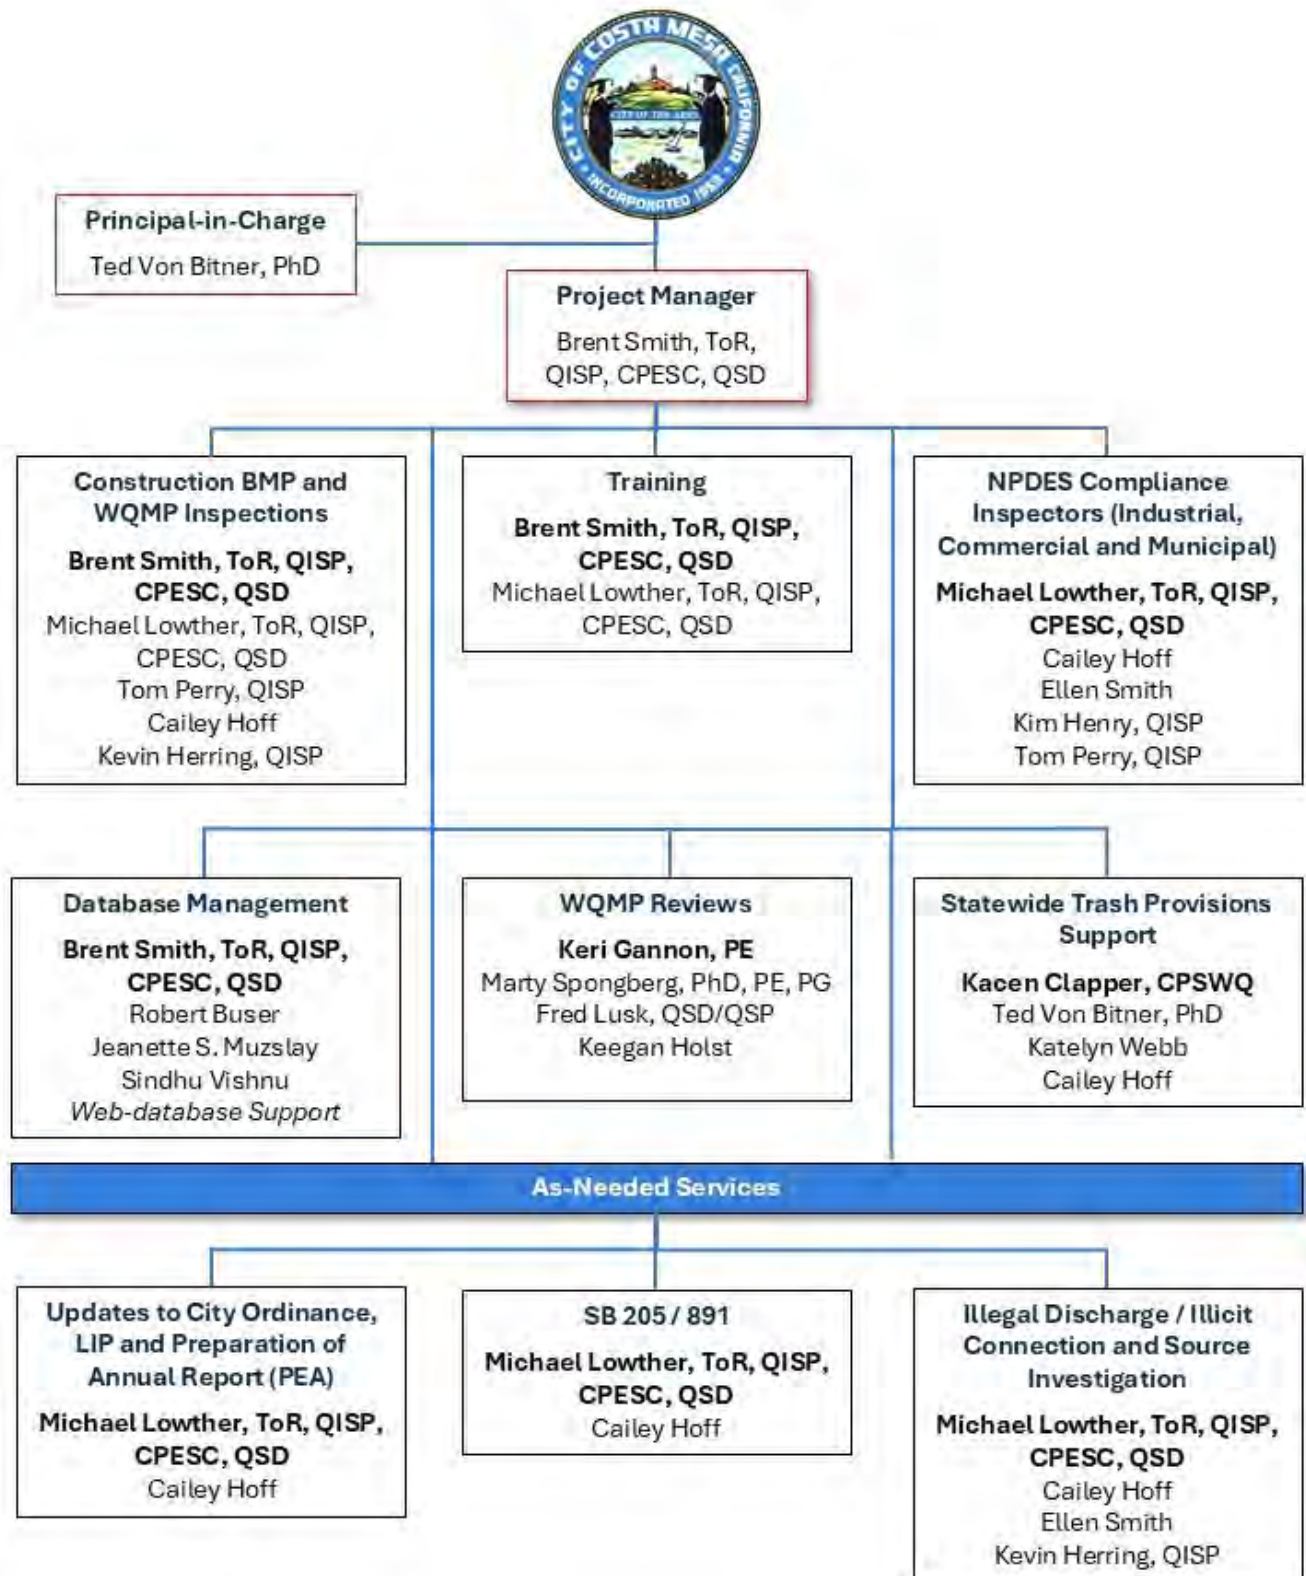 CITY OF COSTA MESA CALIFORNIA
CITY OF THE ARTS
INCORPORATED 1953
Principal-in-Charge
Ted Von Bitner, PhD
Project Manager
Brent Smith, ToR,
QISP, CPESC, QSD
Construction BMP and
WQMP Inspections
Brent Smith, ToR, QISP,
CPESC, QSD
Michael Lowther, ToR, QISP,
CPESC, QSD
Tom Perry, QISP
Cailey Hoff
Kevin Herring, QISP
Training
Brent Smith, ToR, QISP,
CPESC, QSD
Michael Lowther, ToR, QISP,
CPESC, QSD
NPDES Compliance
Inspectors (Industrial,
Commercial and Municipal)
Michael Lowther, ToR, QISP,
CPESC, QSD
Cailey Hoff
Ellen Smith
Kim Henry, QISP
Tom Perry, QISP
Database Management
Brent Smith, ToR, QISP,
CPESC, QSD
Robert Buser
Jeanette S. Muzslay
Sindhu Vishnu
Web-database Support
WQMP Reviews
Keri Gannon, PE
Marty Spongberg, PhD, PE, PG
Fred Lusk, QSD/QSP
Keegan Holst
Statewide Trash Provisions
Support
Kacen Clapper, CPSWQ
Ted Von Bitner, PhD
Katelyn Webb
Cailey Hoff
As-Needed Services
Updates to City Ordinance,
LIP and Preparation of
Annual Report (PEA)
Michael Lowther, ToR, QISP,
CPESC, QSD
Cailey Hoff
SB 205 / 891
Michael Lowther, ToR, QISP,
CPESC, QSD
Cailey Hoff
Illegal Discharge / Illicit
Connection and Source
Investigation
Michael Lowther, ToR, QISP,
CPESC, QSD
Cailey Hoff
Ellen Smith
Kevin Herring, QISP